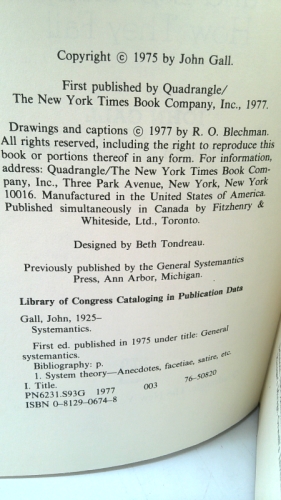 Copyright © 1975 by John Gall.
First published by Quadrangle/
The New York Times Book Company, Inc., 1977.
Drawings and captions © 1977 by R. O. Blechman.
All rights reserved, including the right to reproduce this
book or portions thereof in any form. For information,
address: Quadrangle/The New York Times Book Com-
pany, Inc., Three Park Avenue, New York, New York
10016. Manufactured in the United States of America.
Published simultaneously in Canada by Fitzhenry &
Whiteside, Ltd., Toronto.
Designed by Beth Tondreau.
Previously published by the General Systemantics
Press, Ann Arbor, Michigan.
Library of Congress Cataloging in Publication Data
Gall, John, 1925–
Systemantics.
First ed. published in 1975 under title: General
systemantics.
Bibliography: p.
1. System theory—Anecdotes, facetiae, satire, etc.
I. Title.
PN6231.S93G 1977 003 76-50820
ISBN 0-8129-0674-8